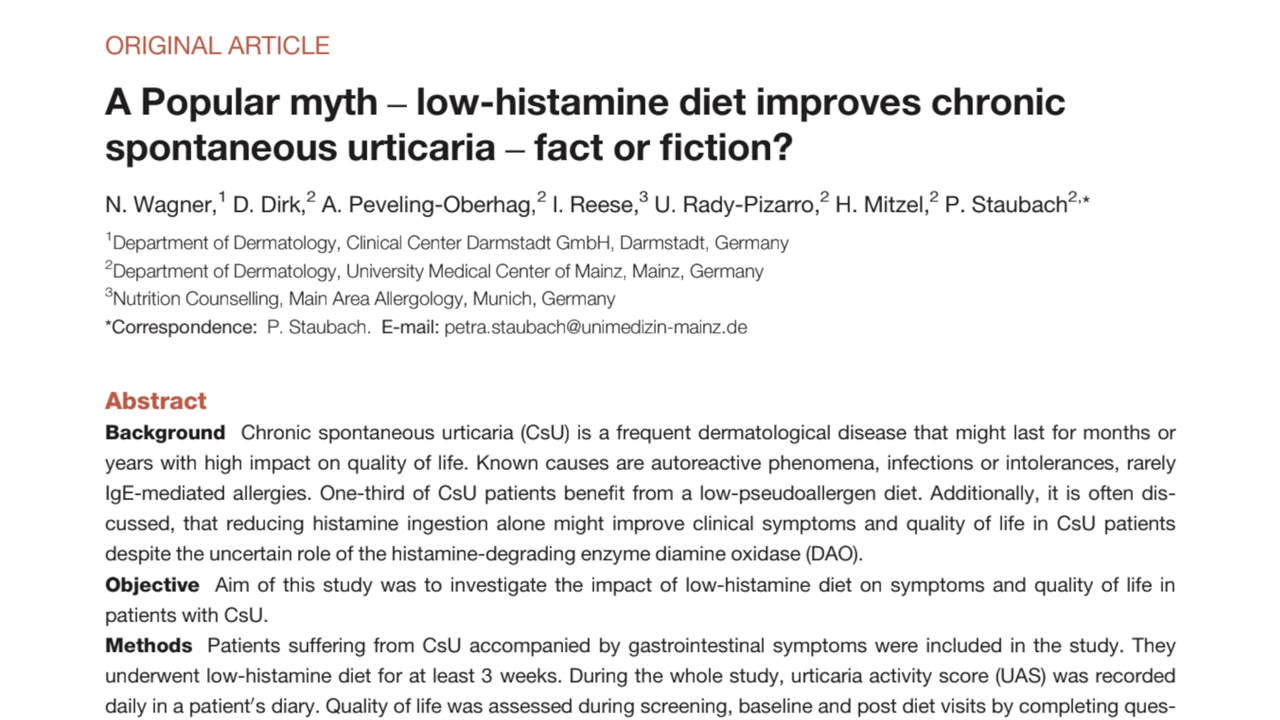 ORIGINAL ARTICLE
A Popular myth – low-histamine diet improves chronic
spontaneous urticaria – fact or fiction?
N. Wagner,1 D. Dirk,2 A. Peveling-Oberhag,2 I. Reese,3 U. Rady-Pizarro,2 H. Mitzel,2 P. Staubach2,*
1Department of Dermatology, Clinical Center Darmstadt GmbH, Darmstadt, Germany
2Department of Dermatology, University Medical Center of Mainz, Mainz, Germany
3Nutrition Counselling, Main Area Allergology, Munich, Germany
*Correspondence: P. Staubach. E-mail: petra.staubach@unimedizin-mainz.de
Abstract
Background Chronic spontaneous urticaria (CsU) is a frequent dermatological disease that might last for months or
years with high impact on quality of life. Known causes are autoreactive phenomena, infections or intolerances, rarely
IgE-mediated allergies. One-third of CsU patients benefit from a low-pseudoallergen diet. Additionally, it is often dis-
cussed, that reducing histamine ingestion alone might improve clinical symptoms and quality of life in CsU patients
despite the uncertain role of the histamine-degrading enzyme diamine oxidase (DAO).
Objective Aim of this study was to investigate the impact of low-histamine diet on symptoms and quality of life in
patients with CsU.
Methods Patients suffering from CsU accompanied by gastrointestinal symptoms were included in the study. They
underwent low-histamine diet for at least 3 weeks. During the whole study, urticaria activity score (UAS) was recorded
daily in a patient's diary. Quality of life was assessed during screening, baseline and post diet visits by completing ques-